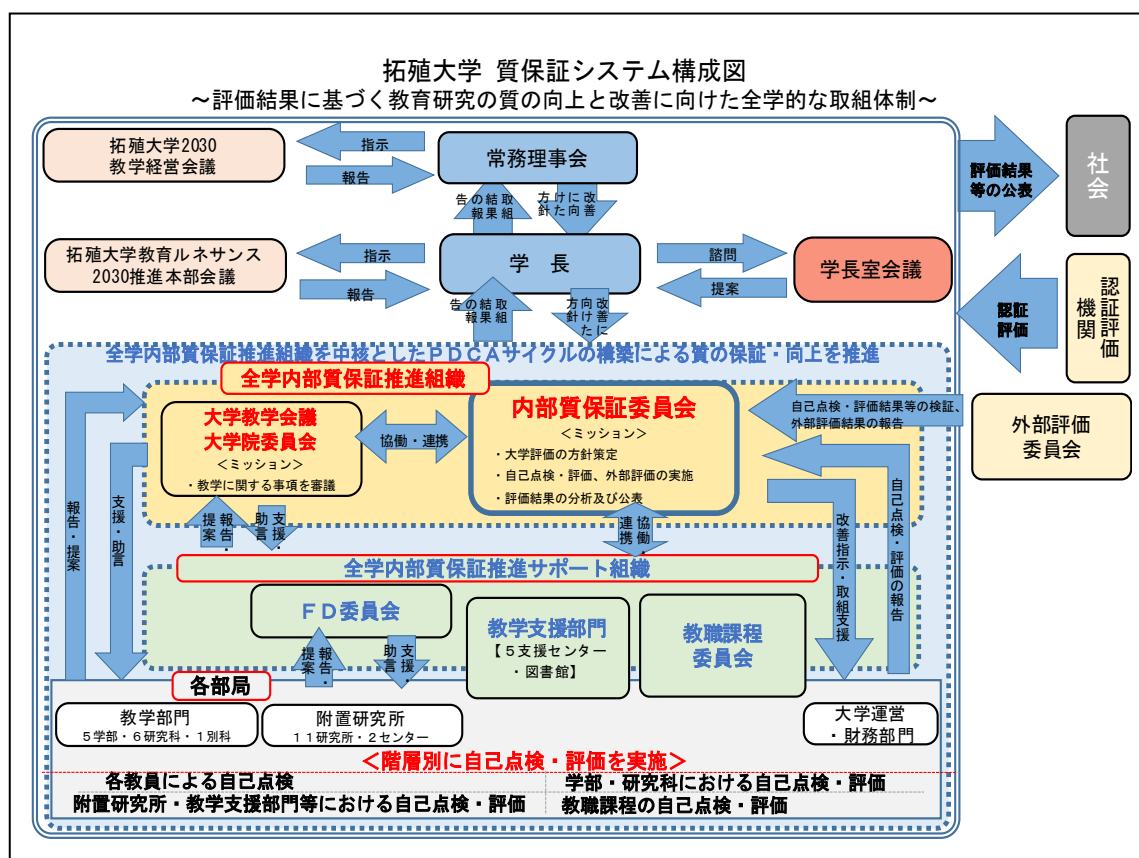 拓殖大学 質保証システム構成図
～評価結果に基づく教育研究の質の向上と改善に向けた全学的な取組体制～
拓殖大学2030
教学経営会議
指示
報告
常務理事会
評価結果
等の公表
社会
取組
結果
の報
告
改善
に向
けた
方針
拓殖大学教育ルネサンス
2030推進本部会議
指示
報告
学 長
諮問
提案
学長室会議
認証
評価
認証評価
機関
取組
結果
の報
告
改善に
向けた
方針
全学内部質保証推進組織を中核としたＰＤＣＡサイクルの構築による質の保証・向上を推進
全学内部質保証推進組織
大学教学会議
大学院委員会
＜ミッション＞
・教学に関する事項を審議
協働・連携
内部質保証委員会
＜ミッション＞
・大学評価の方針策定
・自己点検・評価、外部評価の実施
・評価結果の分析及び公表
自己点検・評価結果等の検証、
外部評価結果の報告
外部評価
委員会
報告・提案
支援・助言
報告・
提案
支援・
助言
協働・
連携
改善指示・取組支援
自己点検・評価の報告
全学内部質保証推進サポート組織
ＦＤ委員会
教学支援部門
【５支援センター
・図書館】
教職課程
委員会
報告・
提案
支援・
助言
各部局
教学部門
５学部・６研究科・１別科
附置研究所
１１研究所・２センター
大学運営
・財務部門
＜階層別に自己点検・評価を実施＞
各教員による自己点検
学部・研究科における自己点検・評価
附置研究所・教学支援部門等における自己点検・評価
教職課程の自己点検・評価